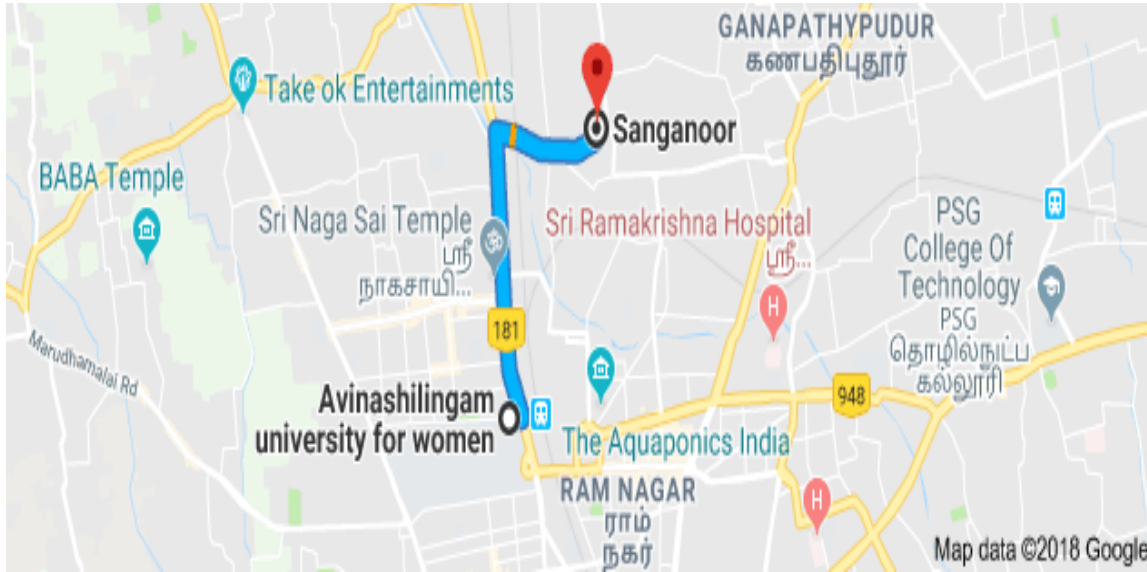 GANAPATHYPUDUR
கணபதிபுதூர்
Take ok Entertainments
Sanganoor
BABA Temple
Sri Naga Sai Temple
ஸ்ரீ
நாகசாயி...
Sri Ramakrishna Hospital
ஸ்ரீ...
PSG
College Of
Technology
PSG
தொழில்நுட்ப
கல்லூரி
181
Marudhamalai Rd
Avinashilingam
university for women
948
The Aquaponics India
H
RAM NAGAR
ராம்
நகர்
H
Map data ©2018 Google